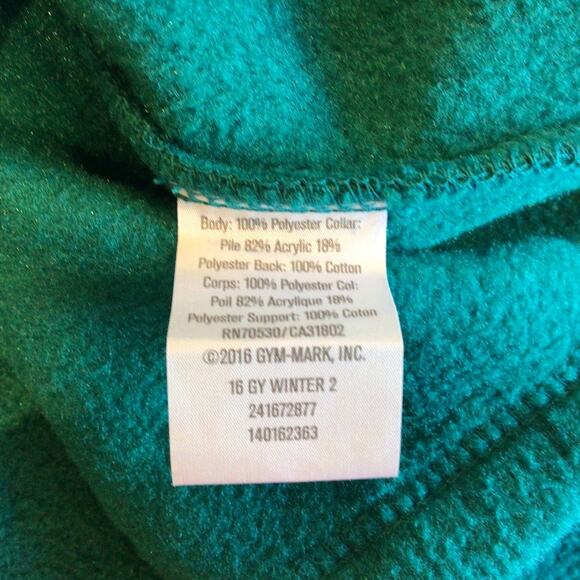 Body: 100% Polyester Collar:
Pile 82% Acrylic 18%
Polyester Back: 100% Cotton
Corps: 100% Polyester Col:
Poil 82% Acrylique 18%
Polyester Support: 100% Coton
RN70530/CA31802
©2016 GYM-MARK, INC.
16 GY WINTER 2
241672877
140162363